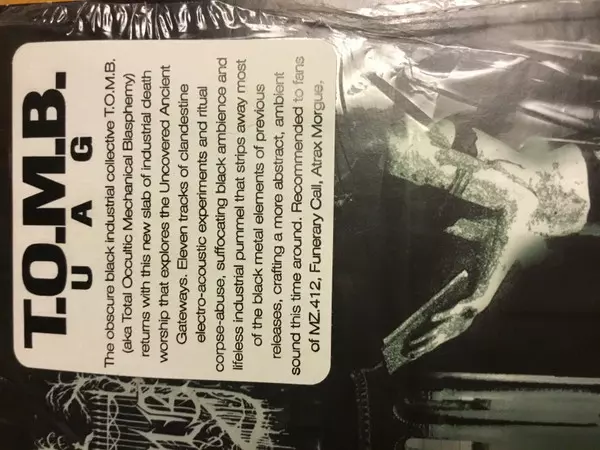 T.O.M.B.
UAG
The obscure black industrial collective T.O.M.B.
(aka Total Occultic Mechanical Blasphemy)
returns with this new slab of industrial death
worship that explores the Uncovered Ancient
Gateways. Eleven tracks of clandestine
electro-acoustic experiments and ritual
corpse-abuse, suffocating black ambience and
lifeless industrial pummel that strips away most
of the black metal elements of previous
releases, crafting a more abstract, ambient
sound this time around. Recommended to fans
of MZ.412, Funerary Call, Atrax Morgue,